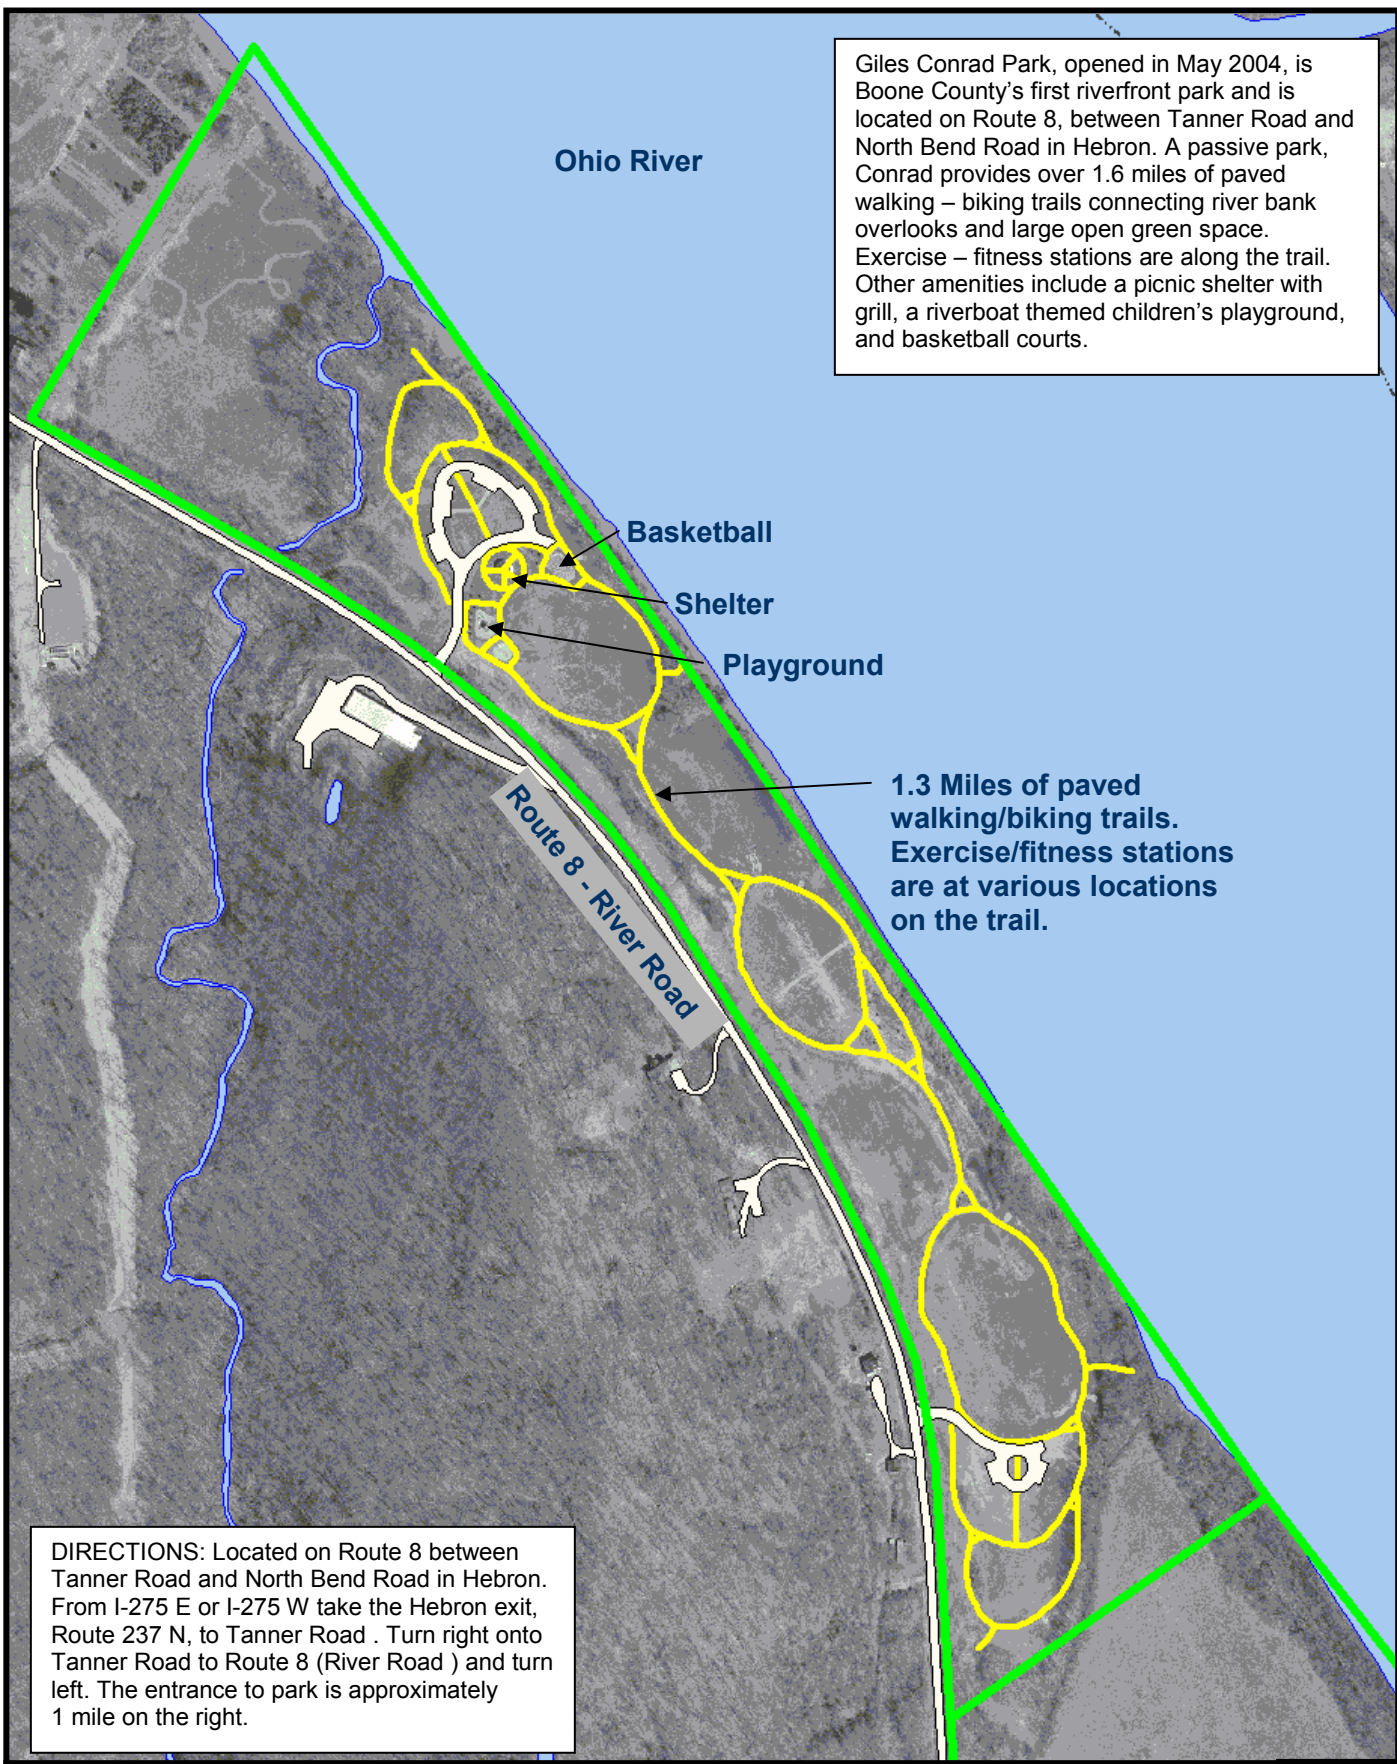 Giles Conrad Park, opened in May 2004, is
Boone County's first riverfront park and is
located on Route 8, between Tanner Road and
North Bend Road in Hebron. A passive park,
Conrad provides over 1.6 miles of paved
walking – biking trails connecting river bank
overlooks and large open green space.
Exercise – fitness stations are along the trail.
Other amenities include a picnic shelter with
grill, a riverboat themed children's playground,
and basketball courts.
Ohio River
Basketball
Shelter
Playground
1.3 Miles of paved
walking/biking trails.
Exercise/fitness stations
are at various locations
on the trail.
Route 8 - River Road
DIRECTIONS: Located on Route 8 between
Tanner Road and North Bend Road in Hebron.
From I-275 E or I-275 W take the Hebron exit,
Route 237 N, to Tanner Road . Turn right onto
Tanner Road to Route 8 (River Road ) and turn
left. The entrance to park is approximately
1 mile on the right.